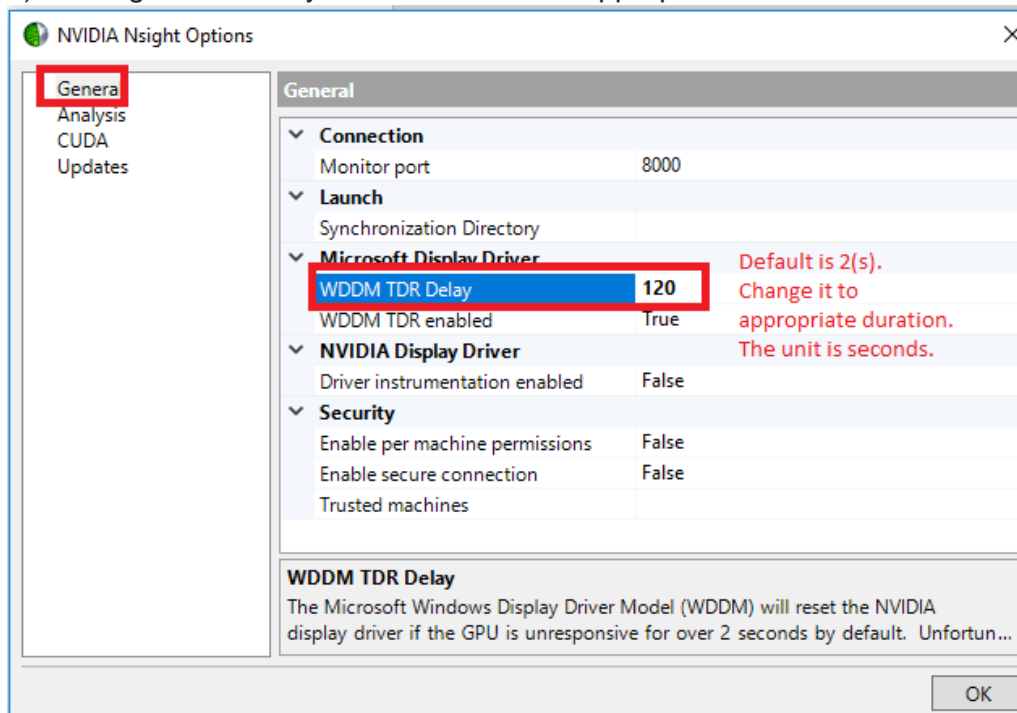 NVIDIA Nsight Options
General
Analysis
CUDA
Updates
General
Connection
Monitor port 8000
Launch
Synchronization Directory
Microsoft Display Driver
WDDM TDR Delay 120
WDDM TDR enabled True
NVIDIA Display Driver
Driver instrumentation enabled False
Security
Enable per machine permissions False
Enable secure connection False
Trusted machines
Default is 2(s).
Change it to
appropriate duration.
The unit is seconds.
WDDM TDR Delay
The Microsoft Windows Display Driver Model (WDDM) will reset the NVIDIA
display driver if the GPU is unresponsive for over 2 seconds by default. Unfortun...
OK